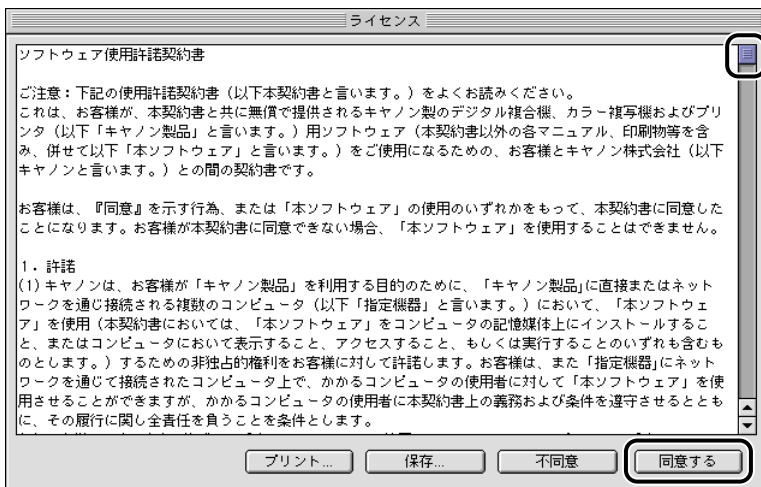 ライセンス
ソフトウェア使用許諾契約書
ご注意：下記の使用許諾契約書（以下本契約書と言います。）をよくお読みください。
これは、お客様が、本契約書と共に無償で提供されるキヤノン製のデジタル複合機、カラー複写機およびプリ
ンタ（以下「キヤノン製品」と言います。）用ソフトウェア（本契約書以外の各マニュアル、印刷物等を含
み、併せて以下「本ソフトウェア」と言います。）をご使用になるための、お客様とキヤノン株式会社（以下
キヤノンと言います。）との間の契約書です。
お客様は、『同意』を示す行為、または「本ソフトウェア」の使用のいずれかをもって、本契約書に同意した
ことになります。お客様が本契約書に同意できない場合、「本ソフトウェア」を使用することはできません。
1．許諾
(1) キヤノンは、お客様が「キヤノン製品」を利用する目的のために、「キヤノン製品」に直接またはネット
ワークを通じ接続される複数のコンピュータ（以下「指定機器」と言います。）において、「本ソフトウェ
ア」を使用（本契約書においては、「本ソフトウェア」をコンピュータの記憶媒体上にインストールするこ
と、またはコンピュータにおいて表示すること、アクセスすること、もしくは実行することのいずれも含むも
のとします。）するための非独占的権利をお客様に対して許諾します。お客様は、また「指定機器」にネット
ワークを通じて接続されたコンピュータ上で、かかるコンピュータの使用者に対して「本ソフトウェア」を使
用させることができますが、かかるコンピュータの使用者に本契約書上の義務および条件を遵守させるととも
に、その履行に関し全責任を負うことを条件とします。
プリント... 保存... 不同意 同意する